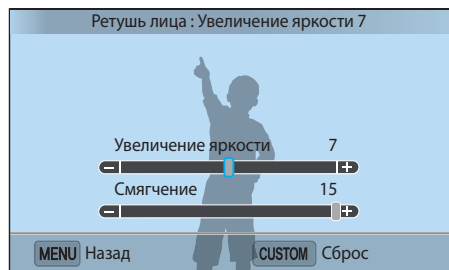 Ретушь лица : Увеличение яркости 7
Увеличение яркости 7
Смягчение 15
MENU Назад CUSTOM Сброс